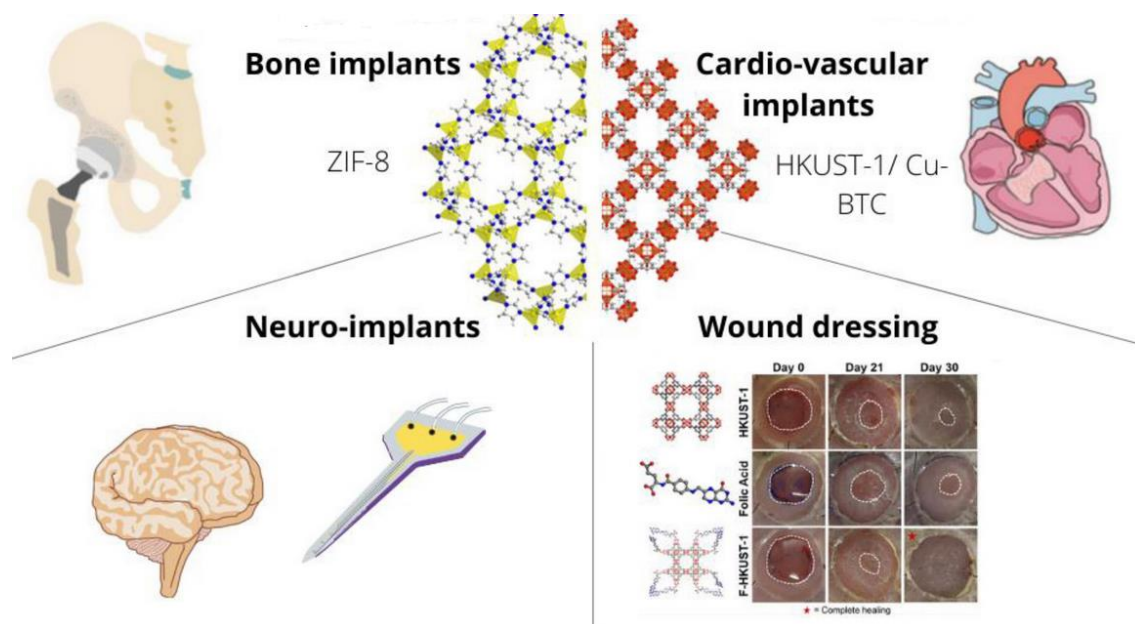 Bone implants
ZIF-8
Cardio-vascular
implants
HKUST-1/ Cu-
BTC
Neuro-implants
Wound dressing
Day 0
Day 21
Day 30
HKUST-1
Folic Acid
F-HKUST-1
★ = Complete healing